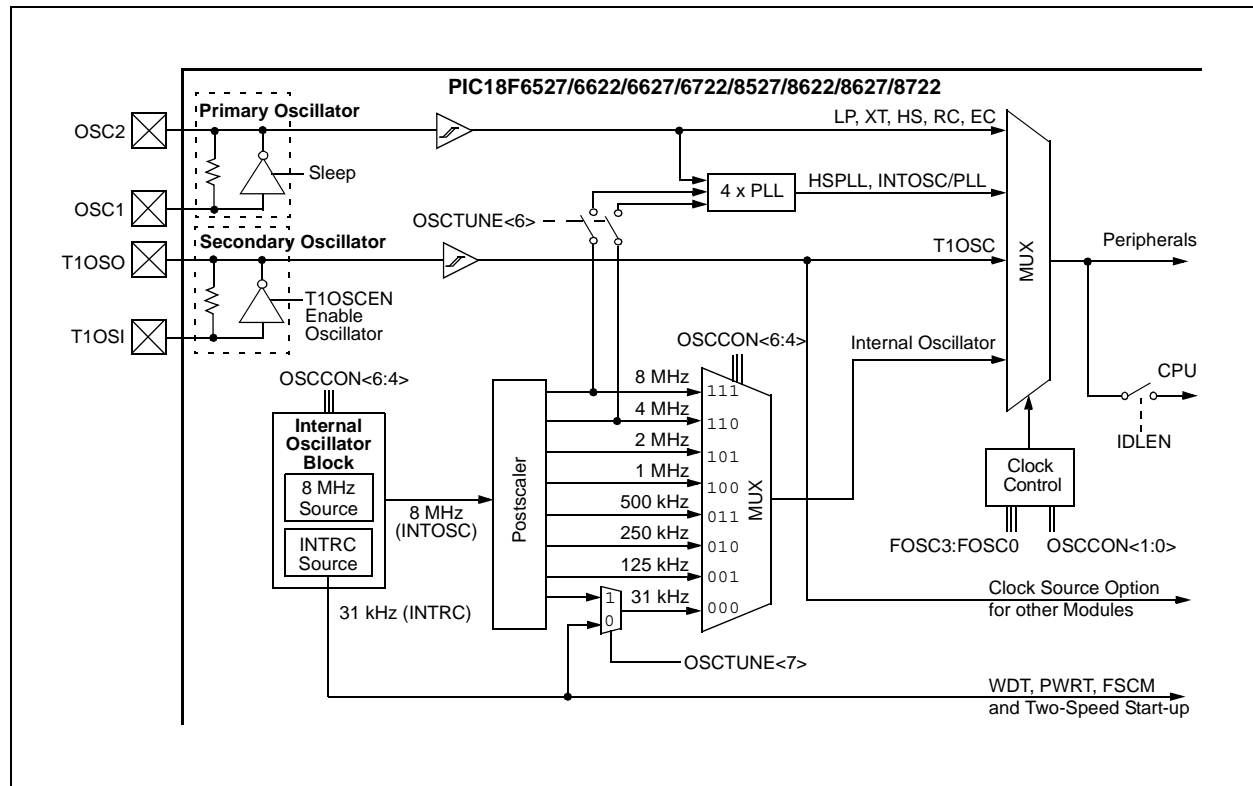 PIC18F6527/6622/6627/6722/8527/8622/8627/8722
Primary Oscillator
OSC2
Sleep
OSC1
LP, XT, HS, RC, EC
4 x PLL
HSPLL, INTOSC/PLL
OSCTUNE<6>
Secondary Oscillator
T1OSO
T1OSCEN
Enable
Oscillator
T1OSI
T1OSC
MUX
Peripherals
Internal Oscillator
CPU
IDLEN
Clock
Control
FOSC3:FOSC0
OSCCON<1:0>
OSCCON<6:4>
Internal
Oscillator
Block
8 MHz
Source
INTRC
Source
8 MHz
(INTOSC)
31 kHz (INTRC)
Postscaler
OSCCON<6:4>
8 MHz
111
4 MHz
110
2 MHz
101
1 MHz
100
500 kHz
011
250 kHz
010
125 kHz
001
31 kHz
000
MUX
1
0
OSCTUNE<7>
Clock Source Option
for other Modules
WDT, PWRT, FSCM
and Two-Speed Start-up